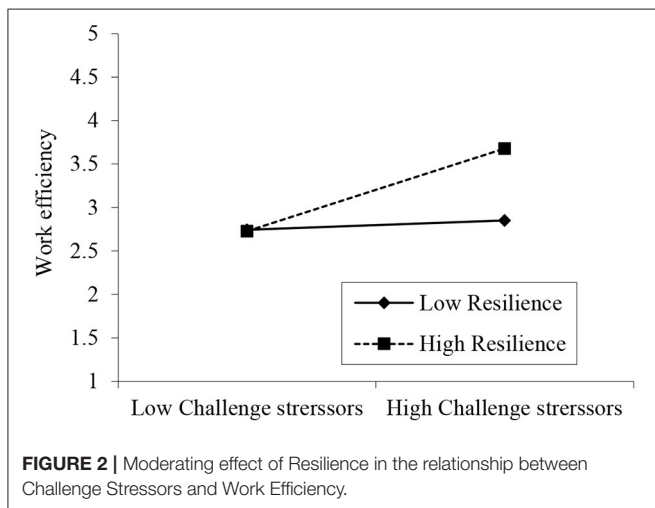 5
4.5
4
3.5
3
2.5
2
1.5
1
Work efficiency
Low Resilience
High Resilience
Low Challenge strerssors High Challenge strerssors
FIGURE 2 | Moderating effect of Resilience in the relationship between
Challenge Stressors and Work Efficiency.